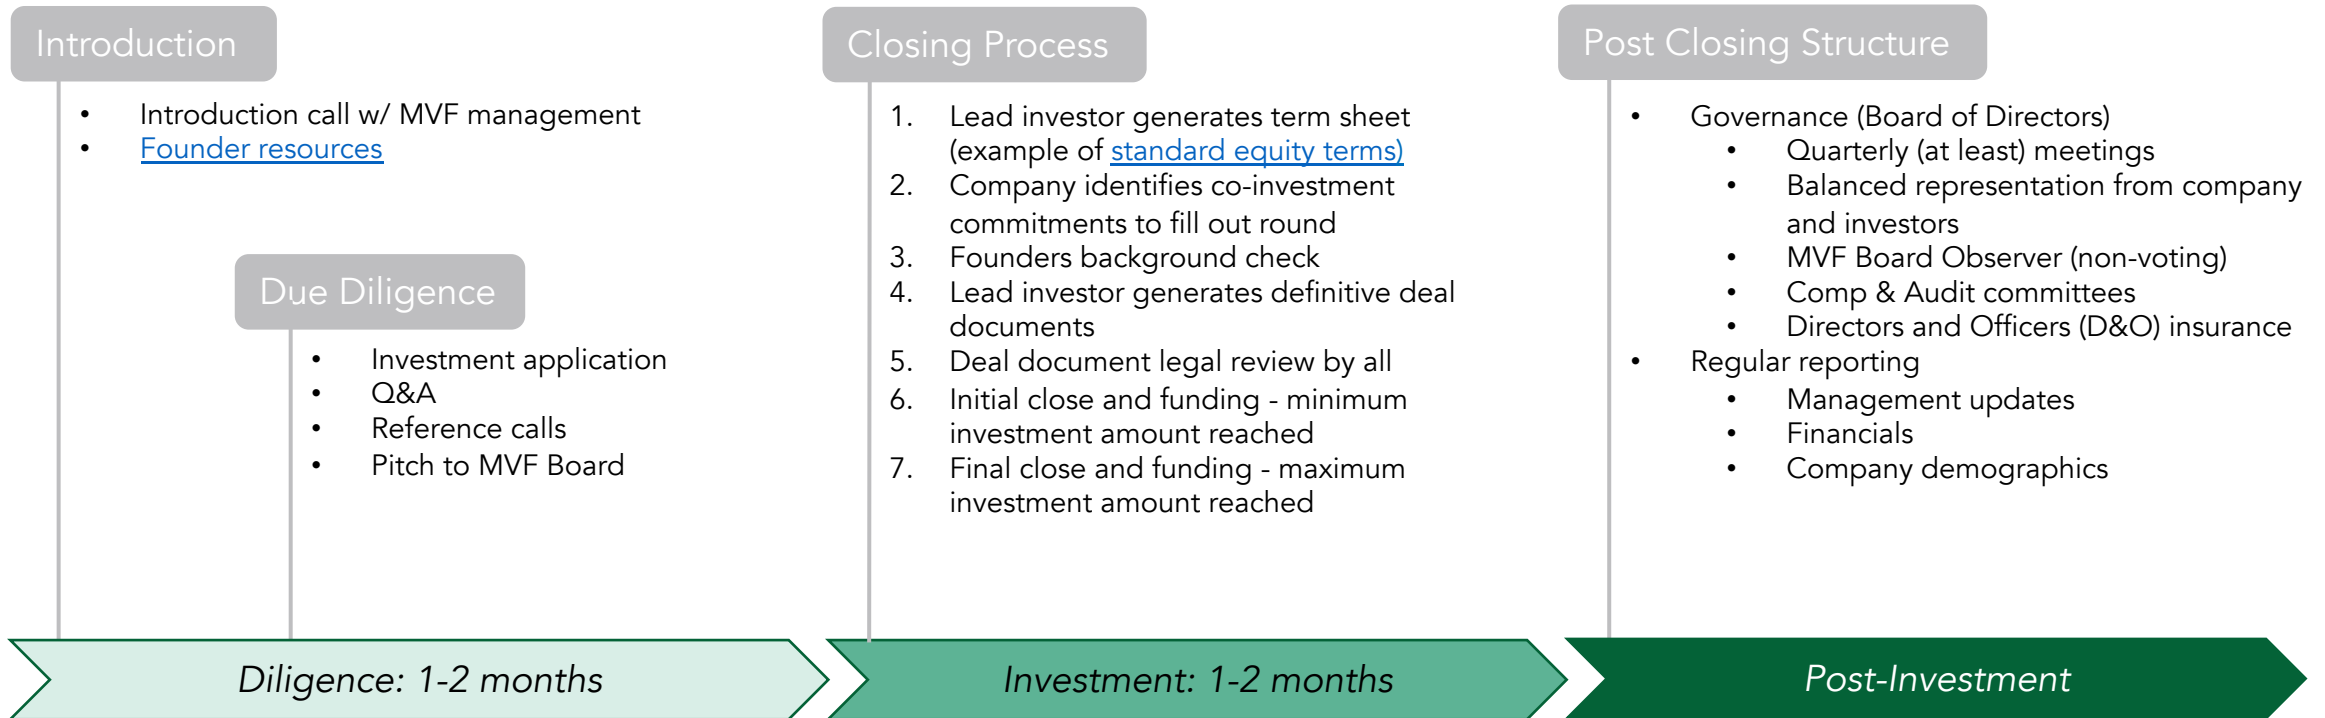 Introduction
• Introduction call w/ MVF management
• Founder resources
Due Diligence
• Investment application
• Q&A
• Reference calls
• Pitch to MVF Board
Diligence: 1-2 months
Closing Process
1. Lead investor generates term sheet
(example of standard equity terms)
2. Company identifies co-investment
commitments to fill out round
3. Founders background check
4. Lead investor generates definitive deal
documents
5. Deal document legal review by all
6. Initial close and funding - minimum
investment amount reached
7. Final close and funding - maximum
investment amount reached
Investment: 1-2 months
Post Closing Structure
• Governance (Board of Directors)
• Quarterly (at least) meetings
• Balanced representation from company
and investors
• MVF Board Observer (non-voting)
• Comp & Audit committees
• Directors and Officers (D&O) insurance
• Regular reporting
• Management updates
• Financials
• Company demographics
Post-Investment